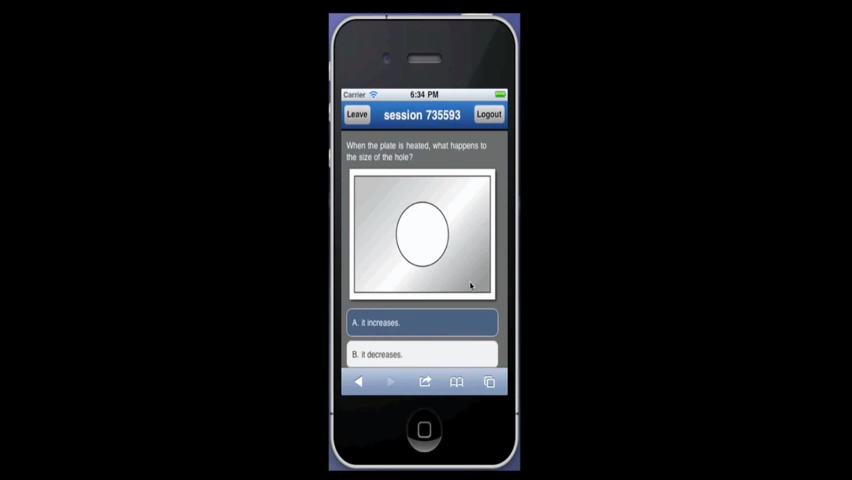 Carrier 6:34 PM
Leave session 735593 Logout
When the plate is heated, what happens to
the size of the hole?
A. it increases.
B. it decreases.